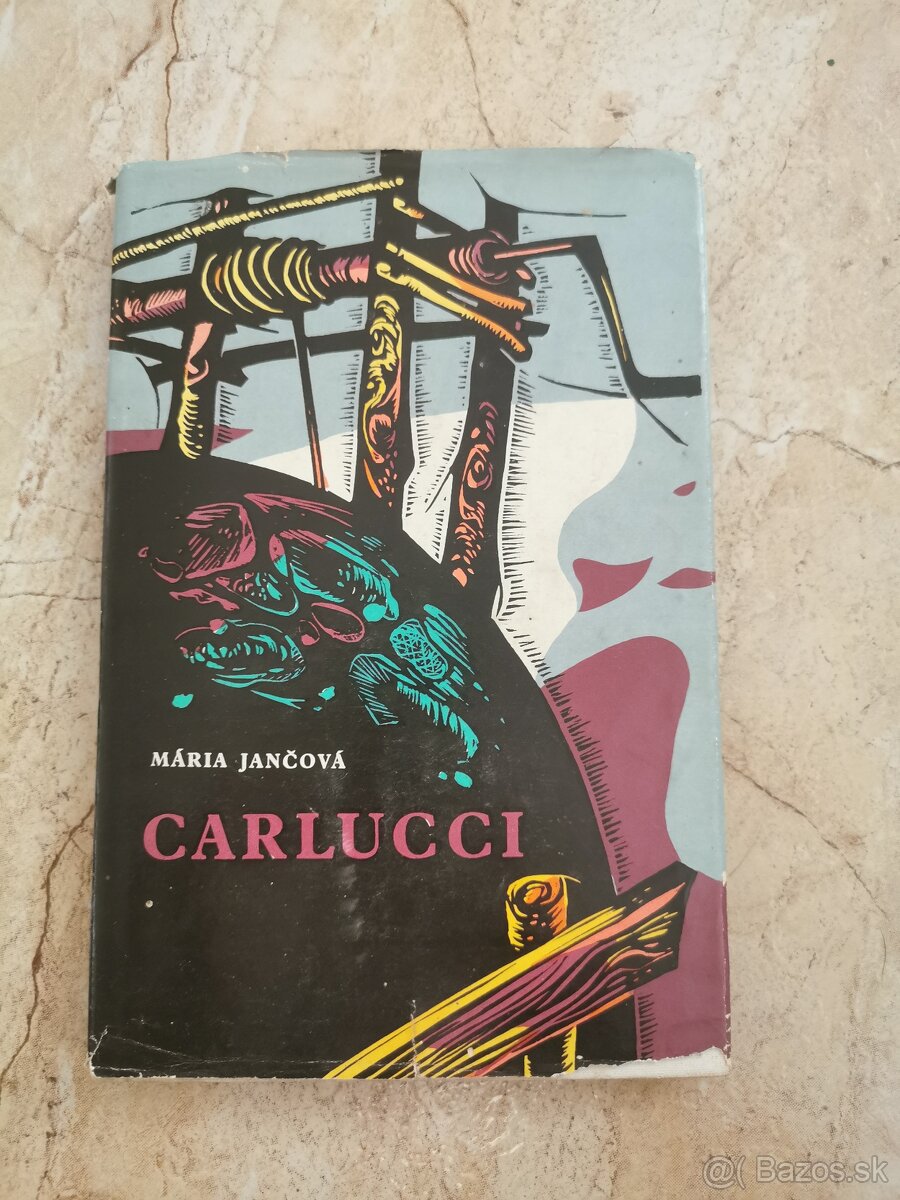 MÁRIA JANČOVÁ
CARLUCCI
@( Bazos.sk